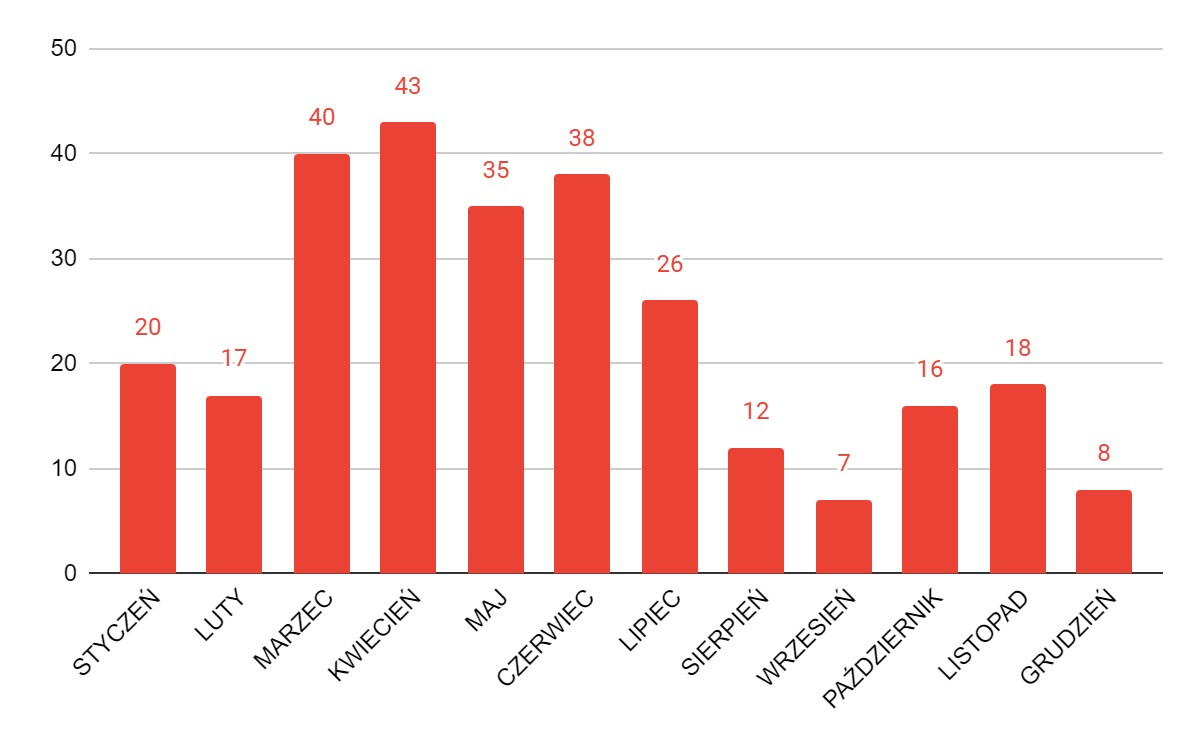 50
40
30
20
10
0
20
17
40
43
35
38
26
12
7
16
18
8
STYCZEŃ
LUTY
MARZEC
KWIECIEŃ
MAJ
CZERWIEC
LIPIEC
SIERPIEŃ
WRZESIEŃ
PAŹDZIERNIK
LISTOPAD
GRUDZIEŃ